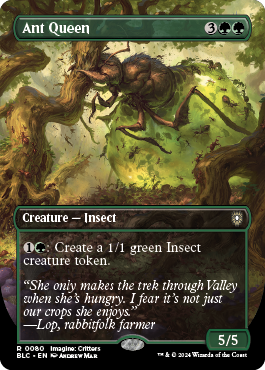 Ant Queen 3
Creature — Insect
1: Create a 1/1 green Insect
creature token.
“She only makes the trek through Valley
when she’s hungry. I fear it’s not just
our crops she enjoys.”
—Lop, rabbitfolk farmer
5/5
R 0080 Imagine: Critters
BLC • EN ANDREW MAR ™ & © 2024 Wizards of the Coast